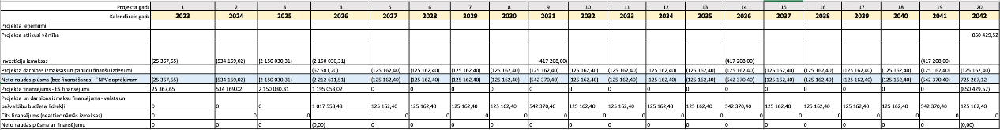 Projekta gads 1 2 3 4 5 6 7 8 9 10 11 12 13 14 15 16 17 18 19 20
Kalendārais gads 2023 2024 2025 2026 2027 2028 2029 2030 2031 2032 2033 2034 2035 2036 2037 2038 2039 2040 2041 2042
Projekta ieņēmumi
Projekta atlikusī vērtība 850 429,52
Investīciju izmaksas (25 367,65) (534 169,02) (2 150 030,31) (2 150 030,31) (417 208,00) (417 208,00) (417 208,00)
Projekta darbības izmaksas un papildu finanšu izdevumi (62 581,20) (125 162,40) (125 162,40) (125 162,40) (125 162,40) (125 162,40) (125 162,40) (125 162,40) (125 162,40) (125 162,40) (125 162,40) (125 162,40) (125 162,40) (125 162,40) (125 162,40) (125 162,40) (125 162,40)
Neto naudas plūsma (bez finansēšanas) -FNPVc aprēķinam (25 367,65) (534 169,02) (2 150 030,31) (2 212 611,51) (125 162,40) (125 162,40) (125 162,40) (125 162,40) (542 370,40) (125 162,40) (125 162,40) (125 162,40) (125 162,40) (542 370,40) (125 162,40) (125 162,40) (125 162,40) (125 162,40) (542 370,40) 725 267,12
Projekta finansējums - ES finansējums 25 367,65 534 169,02 2 150 030,31 1 195 053,02 0 0 0 0 0 0 0 0 0 0 0 0 0 0 0 (850 429,52)
Projekta un darbības izmaksu finansējums - valsts un
pašvaldību budžeta līdzekļi 0 0 0 1 017 558,48 125 162,40 125 162,40 125 162,40 125 162,40 542 370,40 125 162,40 125 162,40 125 162,40 125 162,40 542 370,40 125 162,40 125 162,40 125 162,40 125 162,40 542 370,40 125 162,40
Cits finansējums (neattiecināmās izmaksas) 0 0 0 0 0 0 0 0 0 0 0 0 0 0 0 0 0 0 0 0
Neto naudas plūsma ar finansējumu 0 0 0 (0,00) 0 0 0 0 0 0 0 0 0 0 0 0 0 0 0 (0,00)